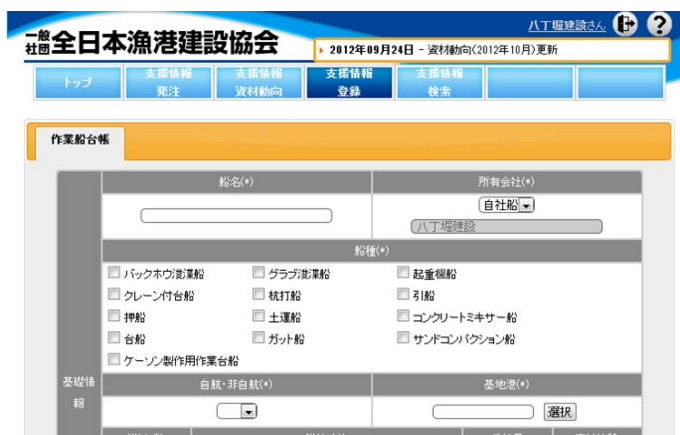 八丁堀建設さん
一般社団 全日本漁港建設協会
2012年09月24日 - 資材動向(2012年10月)更新
トップ
支援情報 発注
支援情報 資材動向
支援情報 登録
支援情報 検索
作業船台帳
船名(*) 所有会社(*)
自社船
八丁堀建設
船種(*)
バックホウ浚渫船 グラブ浚渫船 起重機船
クレーン付台船 杭打船 引船
押船 土運船 コンクリートミキサー船
台船 ガット船 サンドコンパクション船
ケーソン製作用作業台船
基礎情報
自航・非自航(*) 基地港(*)
選択